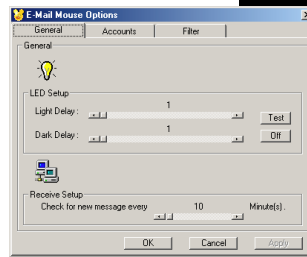 E-Mail Mouse Options
General Accounts Filter
General
LED Setup
Light Delay: 1
Test
Dark Delay: 1
Off
Receive Setup
Check for new message every 10 Minute(s).
OK Cancel Apply